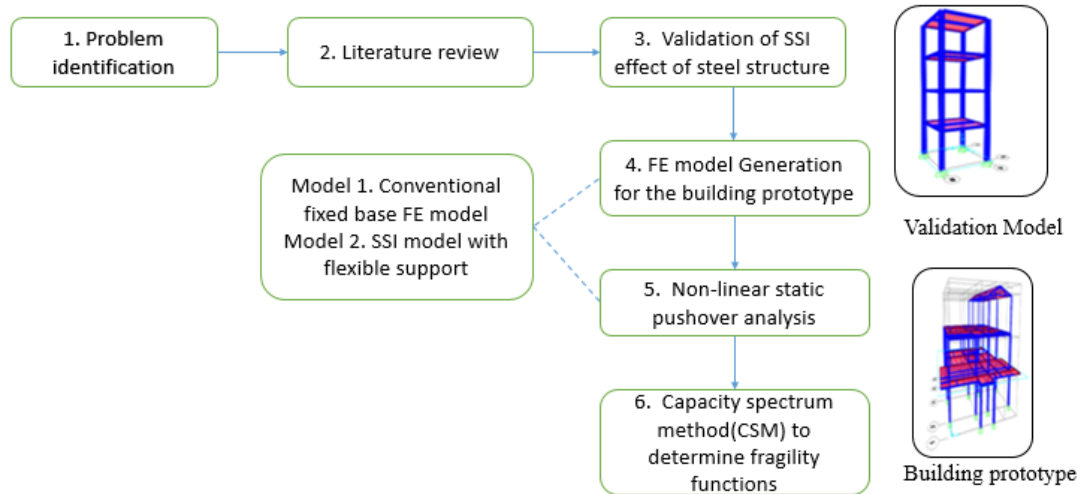 1. Problem
identification
2. Literature review
3. Validation of SSI
effect of steel structure
4. FE model Generation
for the building prototype
Model 1. Conventional
fixed base FE model
Model 2. SSI model with
flexible support
5. Non-linear static
pushover analysis
6. Capacity spectrum
method(CSM) to
determine fragility
functions
Validation Model
Building prototype